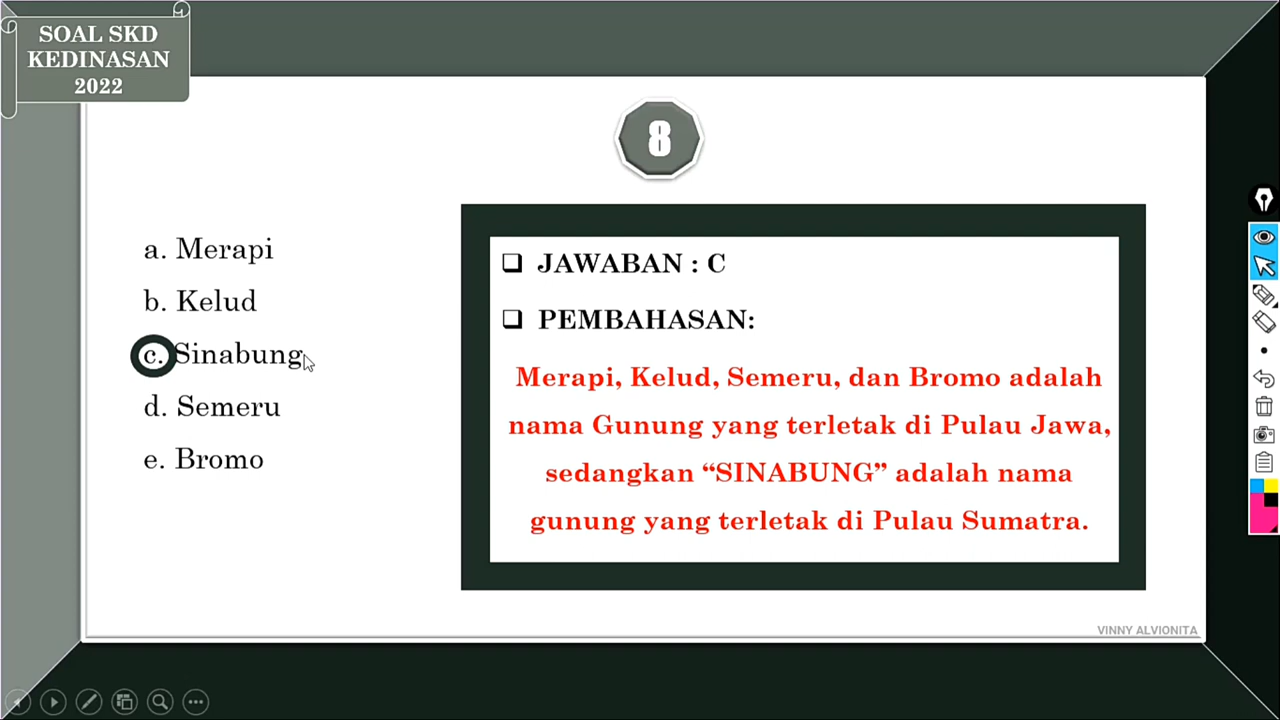 SOAL SKD
KEDINASAN
2022
8
a. Merapi
b. Kelud
c. Sinabung
d. Semeru
e. Bromo
❑ JAWABAN : C
❑ PEMBAHASAN:
Merapi, Kelud, Semeru, dan Bromo adalah
nama Gunung yang terletak di Pulau Jawa,
sedangkan “SINABUNG” adalah nama
gunung yang terletak di Pulau Sumatra.
VINNY ALVIONITA